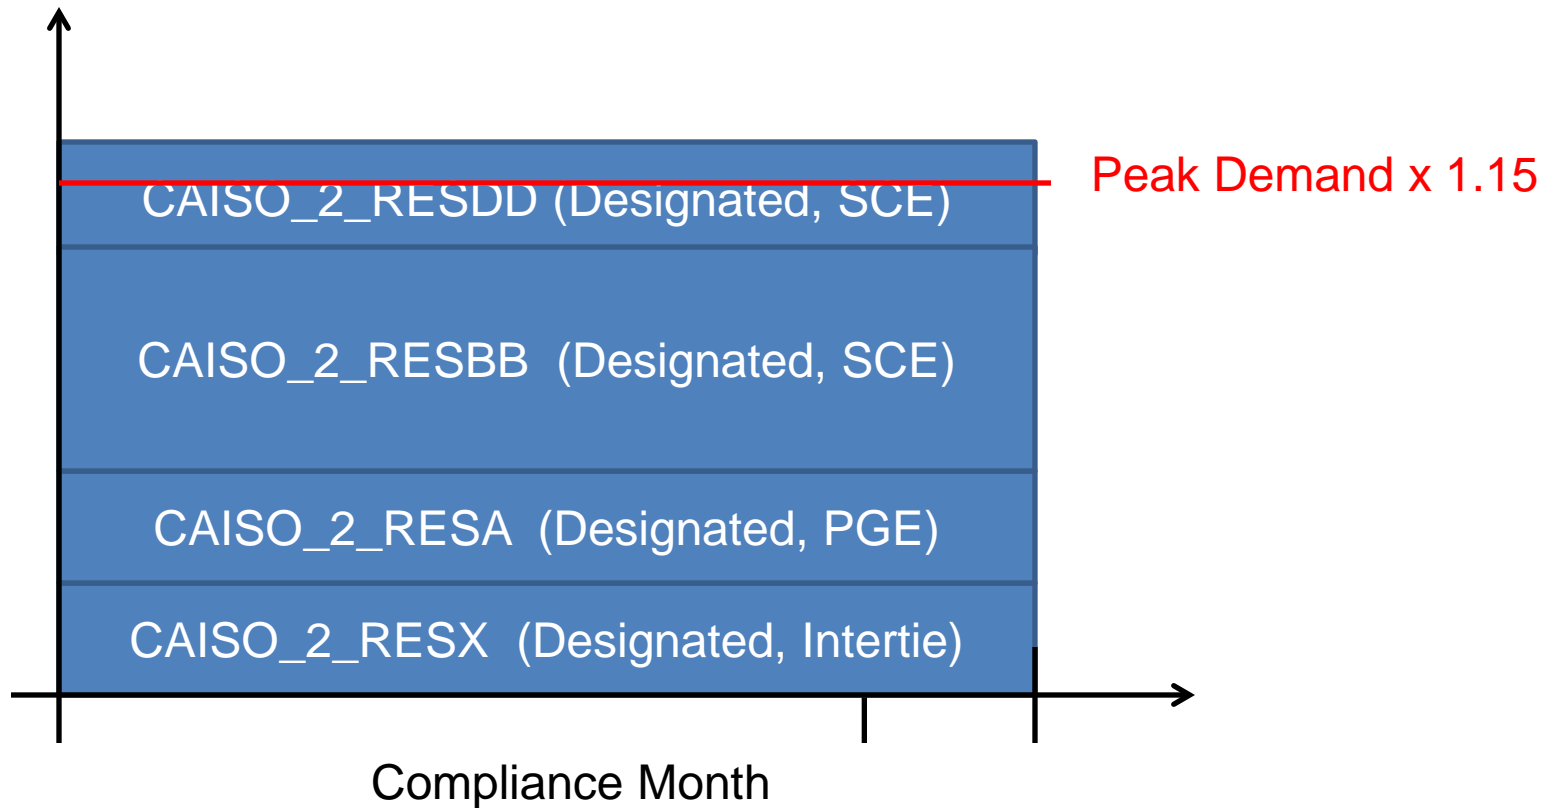 Peak Demand x 1.15
CAISO_2_RESDD (Designated, SCE)
CAISO_2_RESBB  (Designated, SCE)
CAISO_2_RESA  (Designated, PGE)
CAISO_2_RESX  (Designated, Intertie)
Compliance Month